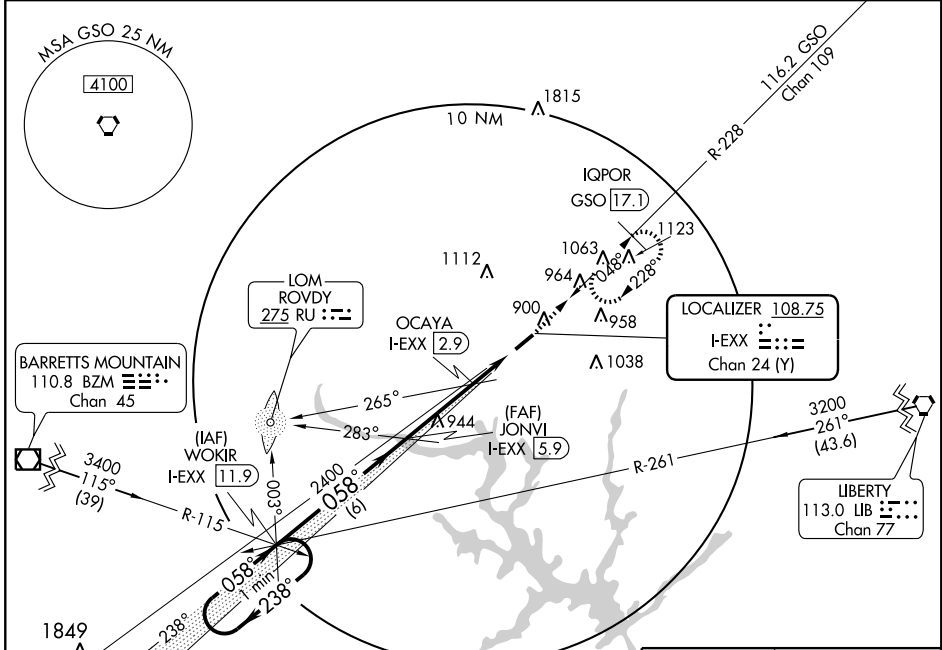 MSA GSO 25 NM
4100
1815
10 NM
116.2 GSO
Chan 109
R-228
IQPOR
GSO 17.1
1123
1063
048°
228°
1112
964
LOM
ROVDY
275 RU
900
958
OCAYA
I-EXX 2.9
LOCALIZER 108.75
I-EXX
Chan 24 (Y)
1038
BARRETTS MOUNTAIN
110.8 BZM
Chan 45
265°
283°
944
(FAF)
JONVI
I-EXX 5.9
3200
261°
(43.6)
R-261
(IAF)
WOKIR
I-EXX 11.9
3400
115°
(39)
R-115
003°
2400
058°
(6)
LIBERTY
113.0 LIB
Chan 77
058°
1 min
238°
238°
1849